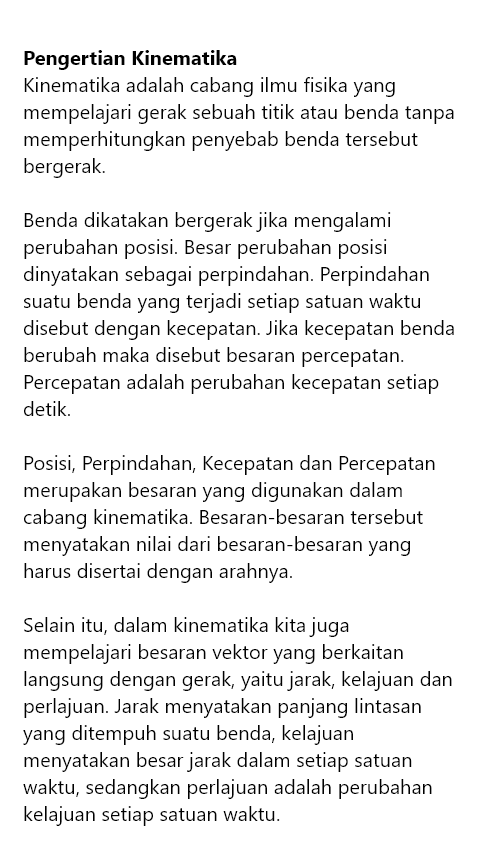 Pengertian Kinematika
Kinematika adalah cabang ilmu fisika yang
mempelajari gerak sebuah titik atau benda tanpa
memperhitungkan penyebab benda tersebut
bergerak.
Benda dikatakan bergerak jika mengalami
perubahan posisi. Besar perubahan posisi
dinyatakan sebagai perpindahan. Perpindahan
suatu benda yang terjadi setiap satuan waktu
disebut dengan kecepatan. Jika kecepatan benda
berubah maka disebut besaran percepatan.
Percepatan adalah perubahan kecepatan setiap
detik.
Posisi, Perpindahan, Kecepatan dan Percepatan
merupakan besaran yang digunakan dalam
cabang kinematika. Besaran-besaran tersebut
menyatakan nilai dari besaran-besaran yang
harus disertai dengan arahnya.
Selain itu, dalam kinematika kita juga
mempelajari besaran vektor yang berkaitan
langsung dengan gerak, yaitu jarak, kelajuan dan
perlajuan. Jarak menyatakan panjang lintasan
yang ditempuh suatu benda, kelajuan
menyatakan besar jarak dalam setiap satuan
waktu, sedangkan perlajuan adalah perubahan
kelajuan setiap satuan waktu.